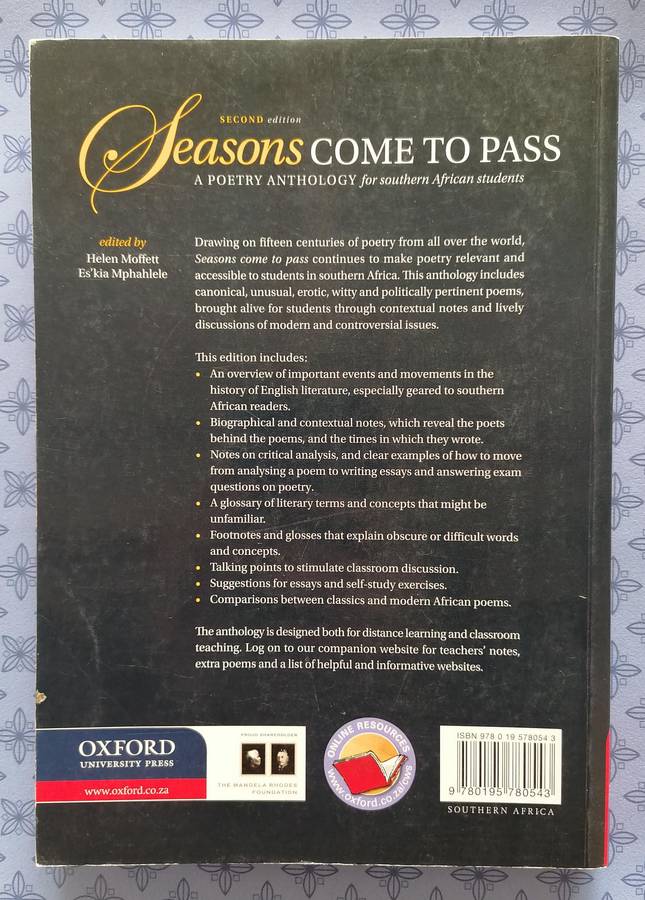 SECOND edition
Seasons COME TO PASS
A POETRY ANTHOLOGY for southern African students
edited by
Helen Moffett
Es'kia Mphahlele
Drawing on fifteen centuries of poetry from all over the world,
Seasons come to pass continues to make poetry relevant and
accessible to students in southern Africa. This anthology includes
canonical, unusual, erotic, witty and politically pertinent poems,
brought alive for students through contextual notes and lively
discussions of modern and controversial issues.
This edition includes:
• An overview of important events and movements in the
history of English literature, especially geared to southern
African readers.
• Biographical and contextual notes, which reveal the poets
behind the poems, and the times in which they wrote.
• Notes on critical analysis, and clear examples of how to move
from analysing a poem to writing essays and answering exam
questions on poetry.
• A glossary of literary terms and concepts that might be
unfamiliar.
• Footnotes and glosses that explain obscure or difficult words
and concepts.
• Talking points to stimulate classroom discussion.
• Suggestions for essays and self-study exercises.
• Comparisons between classics and modern African poems.
The anthology is designed both for distance learning and classroom
teaching. Log on to our companion website for teachers' notes,
extra poems and a list of helpful and informative websites.
OXFORD
UNIVERSITY PRESS
www.oxford.co.za
PROUD SHAREHOLDER
THE MANDELA RHODES
FOUNDATION
ONLINE RESOURCES
www.oxford.co.za/cws
ISBN 978 0 19 578054 3
9 780195 780543
SOUTHERN AFRICA